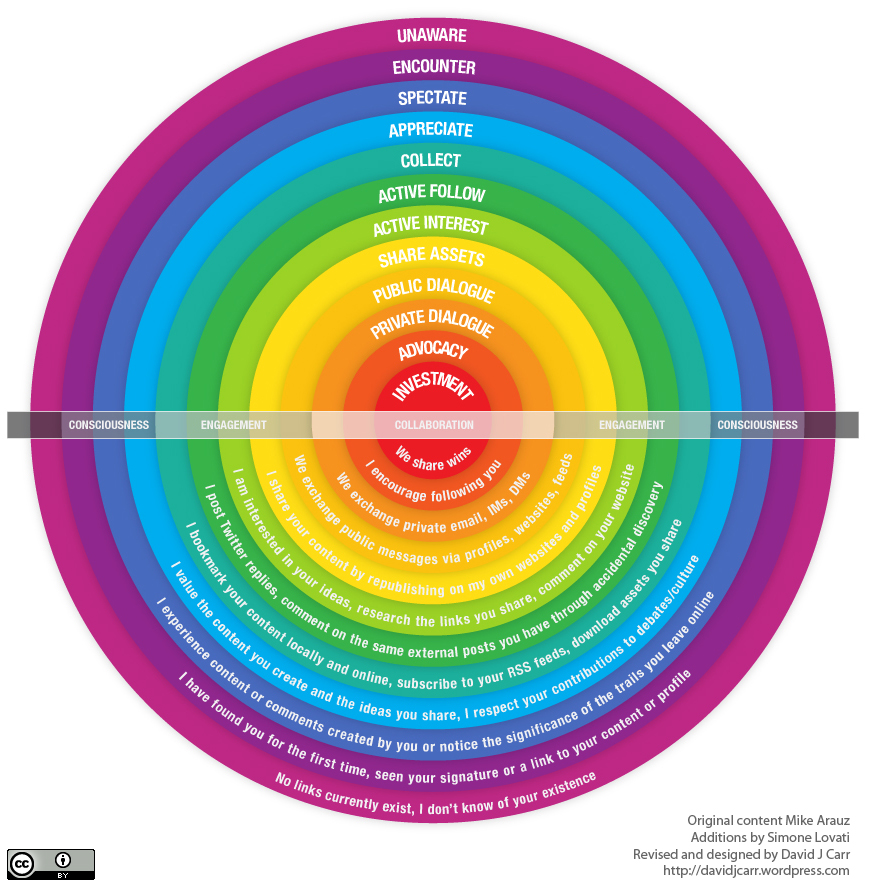 UNAWARE
ENCOUNTER
SPECTATE
APPRECIATE
COLLECT
ACTIVE FOLLOW
ACTIVE INTEREST
SHARE ASSETS
PUBLIC DIALOGUE
PRIVATE DIALOGUE
ADVOCACY
INVESTMENT
CONSCIOUSNESS ENGAGEMENT COLLABORATION ENGAGEMENT CONSCIOUSNESS
We share wins
I encourage following you
We exchange private email, IMs, DMs
We exchange public messages via profiles, websites, feeds
I share your content by republishing on my own websites and profiles
I am interested in your ideas, research the links you share, comment on your website
I post Twitter replies, comment on the same external posts you have through accidental discovery
I bookmark your content locally and online, subscribe to your RSS feeds, download assets you share
I value the content you create and the ideas you share, I respect your contributions to debates/culture
I experience content or comments created by you or notice the significance of the trails you leave online
I have found you for the first time, seen your signature or a link to your content or profile
No links currently exist, I don't know of your existence
Original content Mike Arauz
Additions by Simone Lovati
Revised and designed by David J Carr
http://davidjcarr.wordpress.com
cc
BY